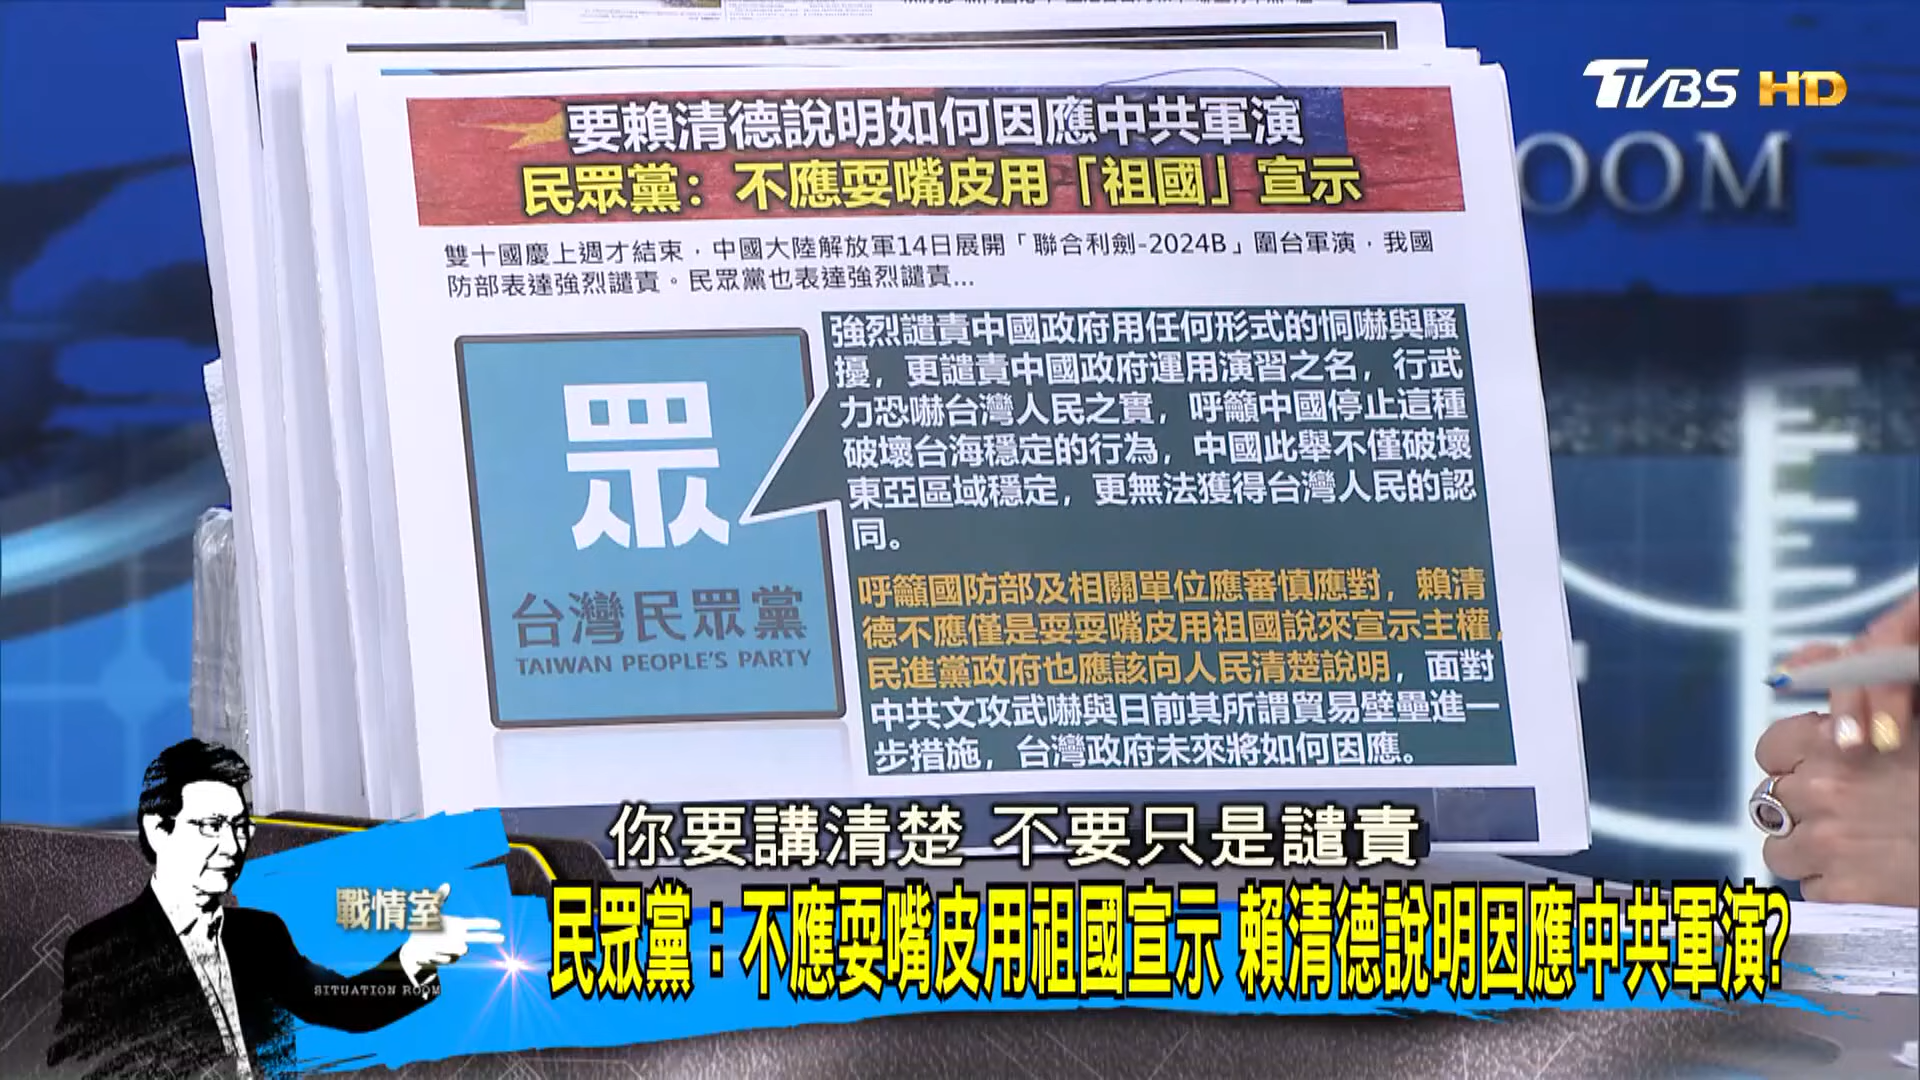 TVBS HD
OOM
要賴清德說明如何因應中共軍演
民眾黨：不應耍嘴皮用「祖國」宣示
雙十國慶上週才結束，中國大陸解放軍14日展開「聯合利劍-2024B」圍台軍演，我國
防部表達強烈譴責。民眾黨也表達強烈譴責...
強烈譴責中國政府用任何形式的恫嚇與騷
擾，更譴責中國政府運用演習之名，行武
力恐嚇台灣人民之實，呼籲中國停止這種
破壞台海穩定的行為，中國此舉不僅破壞
東亞區域穩定，更無法獲得台灣人民的認
同。
呼籲國防部及相關單位應審慎應對，賴清
德不應僅是耍耍嘴皮用祖國說來宣示主權，
民進黨政府也應該向人民清楚說明，面對
中共文攻武嚇與日前其所謂貿易壁壘進一
步措施，台灣政府未來將如何因應。
眾
台灣民眾黨
TAIWAN PEOPLE'S PARTY
你要講清楚 不要只是譴責
戰情室
SITUATION ROOM
民眾黨：不應耍嘴皮用祖國宣示 賴清德說明因應中共軍演?